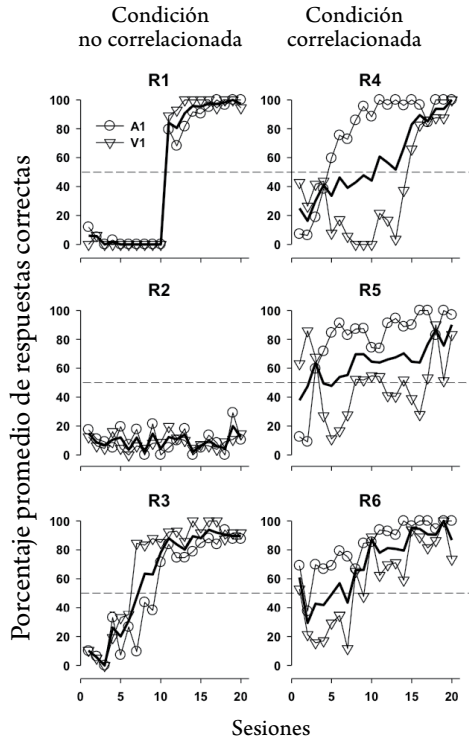 Condición
no correlacionada
Condición
correlacionada
R1
R4
100
80
60
40
20
0
A1
V1
100
80
60
40
20
0
R2
R5
100
80
60
40
20
0
100
80
60
40
20
0
R3
R6
100
80
60
40
20
0
100
80
60
40
20
0
0 5 10 15 20
0 5 10 15 20
Porcentaje promedio de respuestas correctas
Sesiones